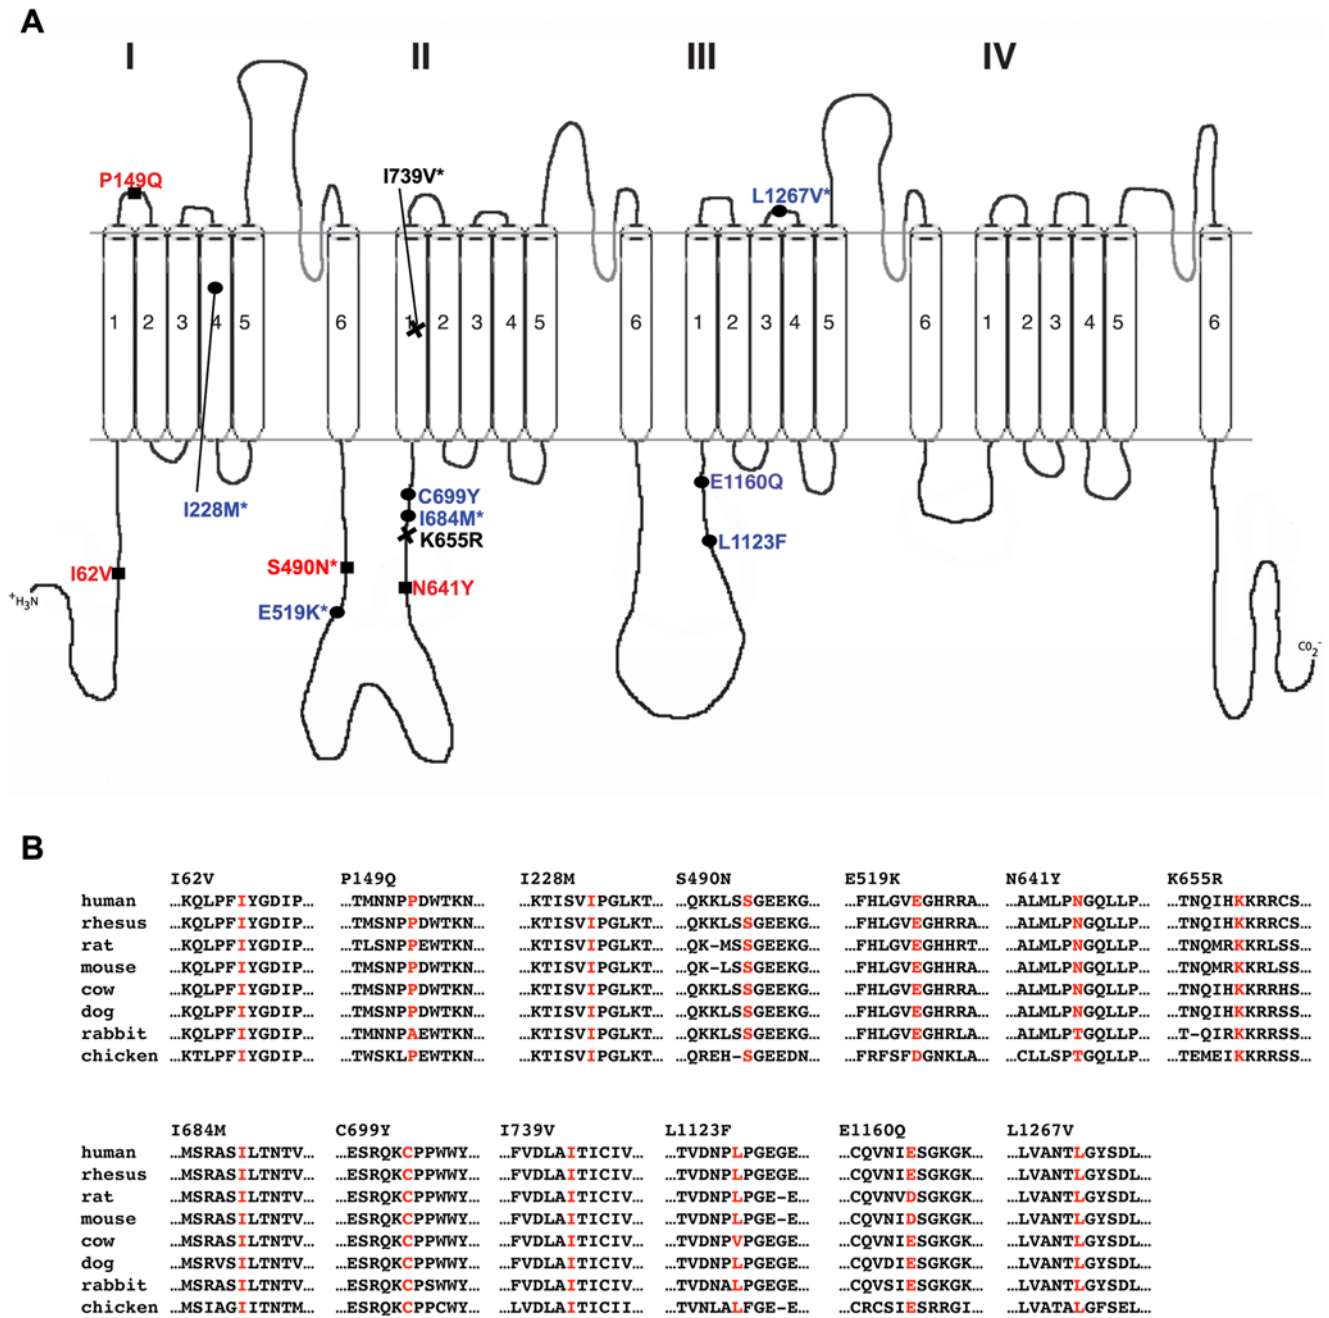 A
I II III IV
P149Q
I739V*
L1267V*
1 2 3 4 5 6 1 2 3 4 5 6 1 2 3 4 5 6 1 2 3 4 5 6
I228M*
C699Y
I684M*
K655R
E1160Q
L1123F
I62V
S490N*
N641Y
E519K*
+H3N
CO2-
B
I62V P149Q I228M S490N E519K N641Y K655R
human …KQLPFIYGDIP… …TMNNPPDWTKN… …KTISVIPGLKT… …QKKLSSGEEKG… …FHLGVEGHRRA… …ALMLPNGQLLP… …TNQIHKKRRCS…
rhesus …KQLPFIYGDIP… …TMSNPPDWTKN… …KTISVIPGLKT… …QKKLSSGEEKG… …FHLGVEGHRRA… …ALMLPNGQLLP… …TNQIHKKRRCS…
rat …KQLPFIYGDIP… …TLSNPPEWTKN… …KTISVIPGLKT… …QK-MSSGEEKG… …FHLGVEGHHRT… …ALMLPNGQLLP… …TNQMRKKRLSS…
mouse …KQLPFIYGDIP… …TMSNPPDWTKN… …KTISVIPGLKT… …QK-LSSGEEKG… …FHLGVEGHHRA… …ALMLPNGQLLP… …TNQMRKKRLSS…
cow …KQLPFIYGDIP… …TMSNPPDWTKN… …KTISVIPGLKT… …QKKLSSGEEKG… …FHLGVEGHRRA… …ALMLPNGQLLP… …TNQIHKKRRHS…
dog …KQLPFIYGDIP… …TMSNPPDWTKN… …KTISVIPGLKT… …QKKLSSGEEKG… …FHLGVEGHRRA… …ALMLPNGQLLP… …TNQIHKKRRSS…
rabbit …KQLPFIYGDIP… …TMNNPAEWTKN… …KTISVIPGLKT… …QKKLSSGEEKG… …FHLGVEGHRLA… …ALMLPTGQLLP… …T-QIRKKRRSS…
chicken …KTLPFIYGDIP… …TWSKLPEWTKN… …KTISVIPGLKT… …QREH-SGEEDN… …FRFSFDGNKLA… …CLLSPTGQLLP… …TEMEIKKRRSS…
I684M C699Y I739V L1123F E1160Q L1267V
human …MSRASILTNTV… …ESRQKCPPWWY… …FVDLAITICIV… …TVDNPLPGEGE… …CQVNIESGKGK… …LVANTLGYSDL…
rhesus …MSRASILTNTV… …ESRQKCPPWWY… …FVDLAITICIV… …TVDNPLPGEGE… …CQVNIESGKGK… …LVANTLGYSDL…
rat …MSRASILTNTV… …ESRQKCPPWWY… …FVDLAITICIV… …TVDNPLPGE-E… …CQVNVDSGKGK… …LVANTLGYSDL…
mouse …MSRASILTNTV… …ESRQKCPPWWY… …FVDLAITICIV… …TVDNPLPGE-E… …CQVNIDSGKGK… …LVANTLGYSDL…
cow …MSRASILTNTV… …ESRQKCPPWWY… …FVDLAITICIV… …TVDNPVPGEGE… …CQVNIESGKGK… …LVANTLGYSDL…
dog …MSRVSILTNTV… …ESRQKCPPWWY… …FVDLAITICIV… …TVDNPLPGEGE… …CQVDIESGKGK… …LVANTLGYSDL…
rabbit …MSRASILTNTV… …ESRQKCPSWWY… …FVDLAITICIV… …TVDNALPGEGE… …CQVSIESGKGK… …LVANTLGYSDL…
chicken …MSIAGIITNTM… …ESRQKCPPCWY… …LVDLAITICII… …TVNLALFGE-E… …CRCSIESRRGI… …LVATALGFSEL…